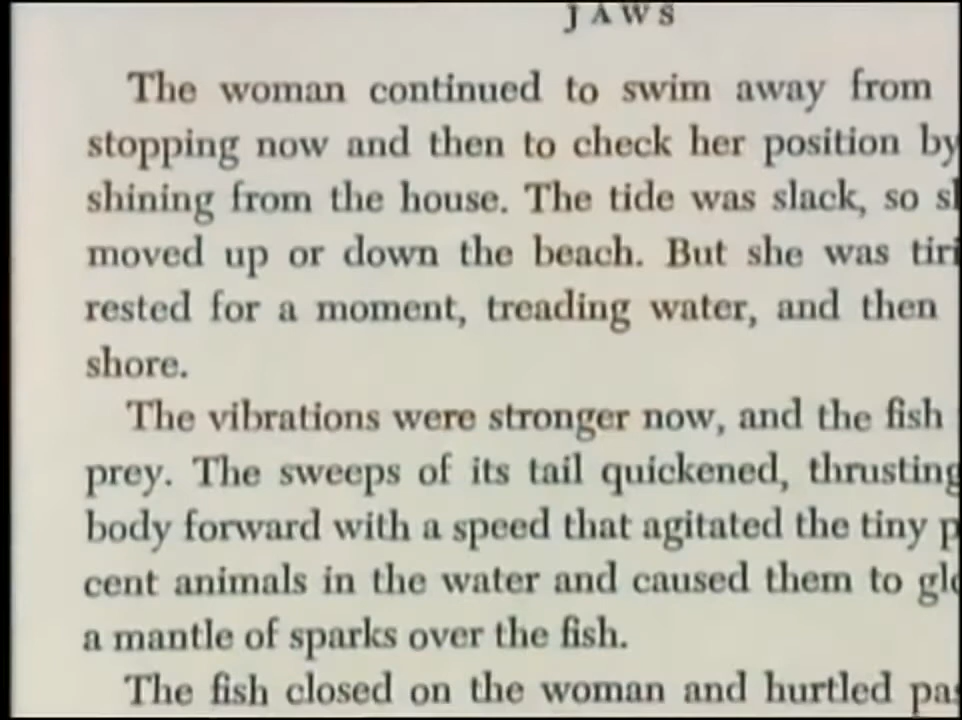 JAWS
The woman continued to swim away from
stopping now and then to check her position by
shining from the house. The tide was slack, so
moved up or down the beach. But she was
rested for a moment, treading water, and then
shore.
The vibrations were stronger now, and the fish
prey. The sweeps of its tail quickened, thrusting
body forward with a speed that agitated the tiny
cent animals in the water and caused them to
a mantle of sparks over the fish.
The fish closed on the woman and hurtled